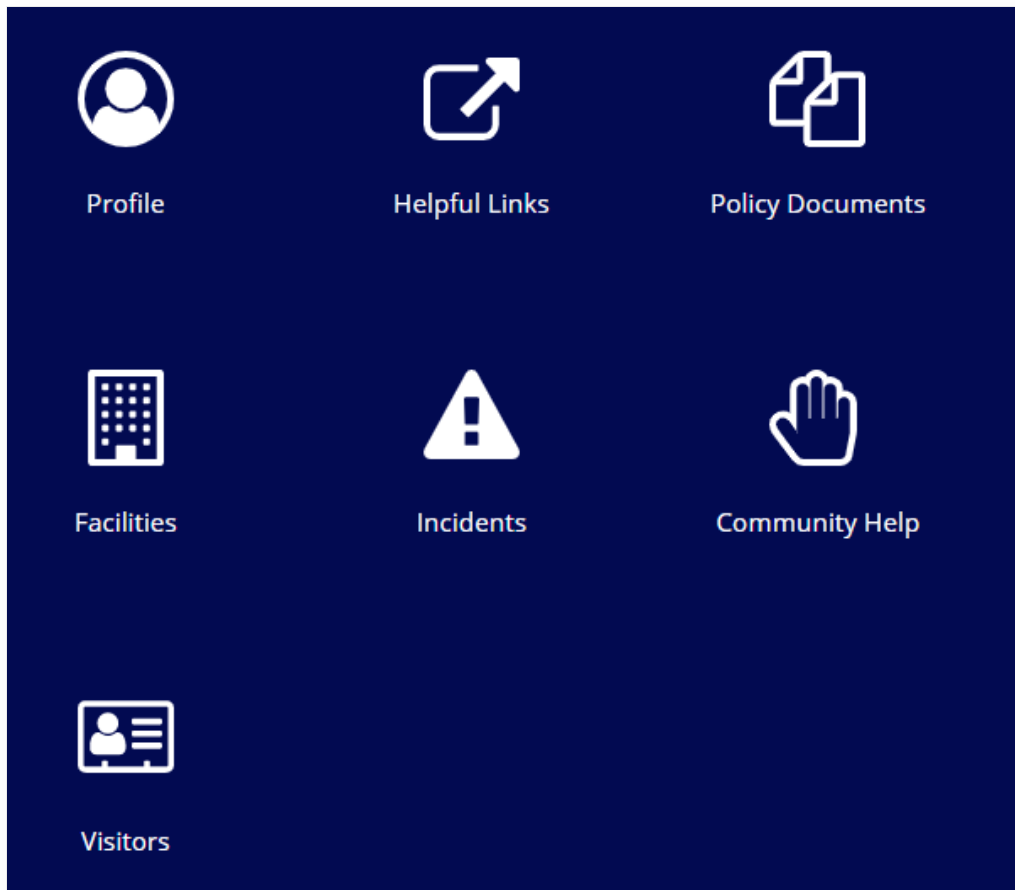 Profile
Helpful Links
Policy Documents
Facilities
Incidents
Community Help
Visitors